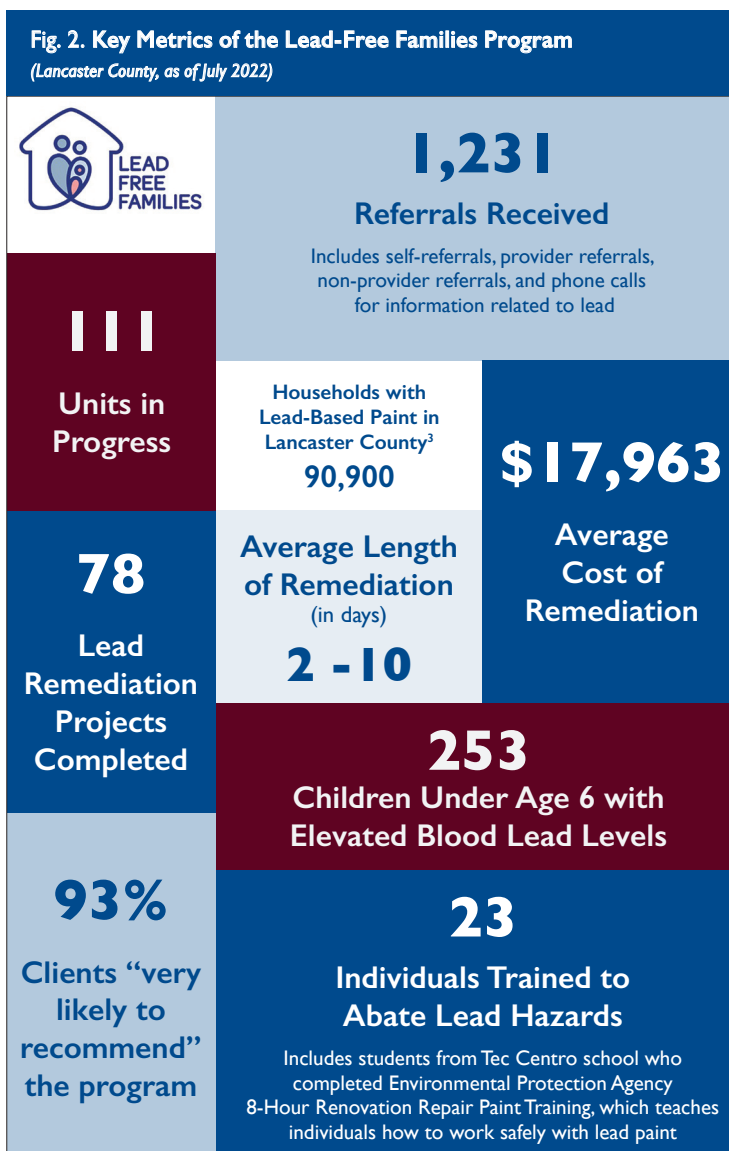 Fig. 2. Key Metrics of the Lead-Free Families Program
(Lancaster County, as of July 2022)
LEAD
FREE
FAMILIES
1,231
Referrals Received
Includes self-referrals, provider referrals,
non-provider referrals, and phone calls
for information related to lead
111
Units in
Progress
Households with
Lead-Based Paint in
Lancaster County³
90,900
$17,963
Average
Cost of
Remediation
78
Lead
Remediation
Projects
Completed
Average Length
of Remediation
(in days)
2 -10
253
Children Under Age 6 with
Elevated Blood Lead Levels
93%
Clients “very
likely to
recommend”
the program
23
Individuals Trained to
Abate Lead Hazards
Includes students from Tec Centro school who
completed Environmental Protection Agency
8-Hour Renovation Repair Paint Training, which teaches
individuals how to work safely with lead paint